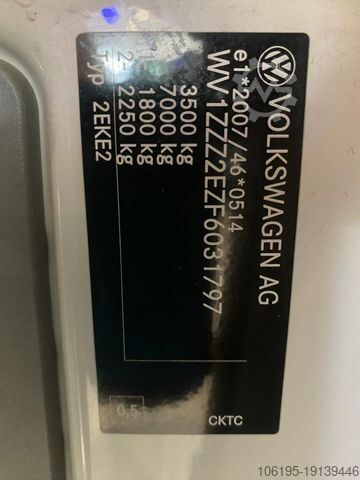 VOLKSWAGEN AG
e1*2007/46*0514
WV1ZZZ2EZF6031797
3500 kg
7000 kg
1- 1800 kg
2- 2250 kg
Typ 2EKE2
0,5
CKTC
106195-19139446